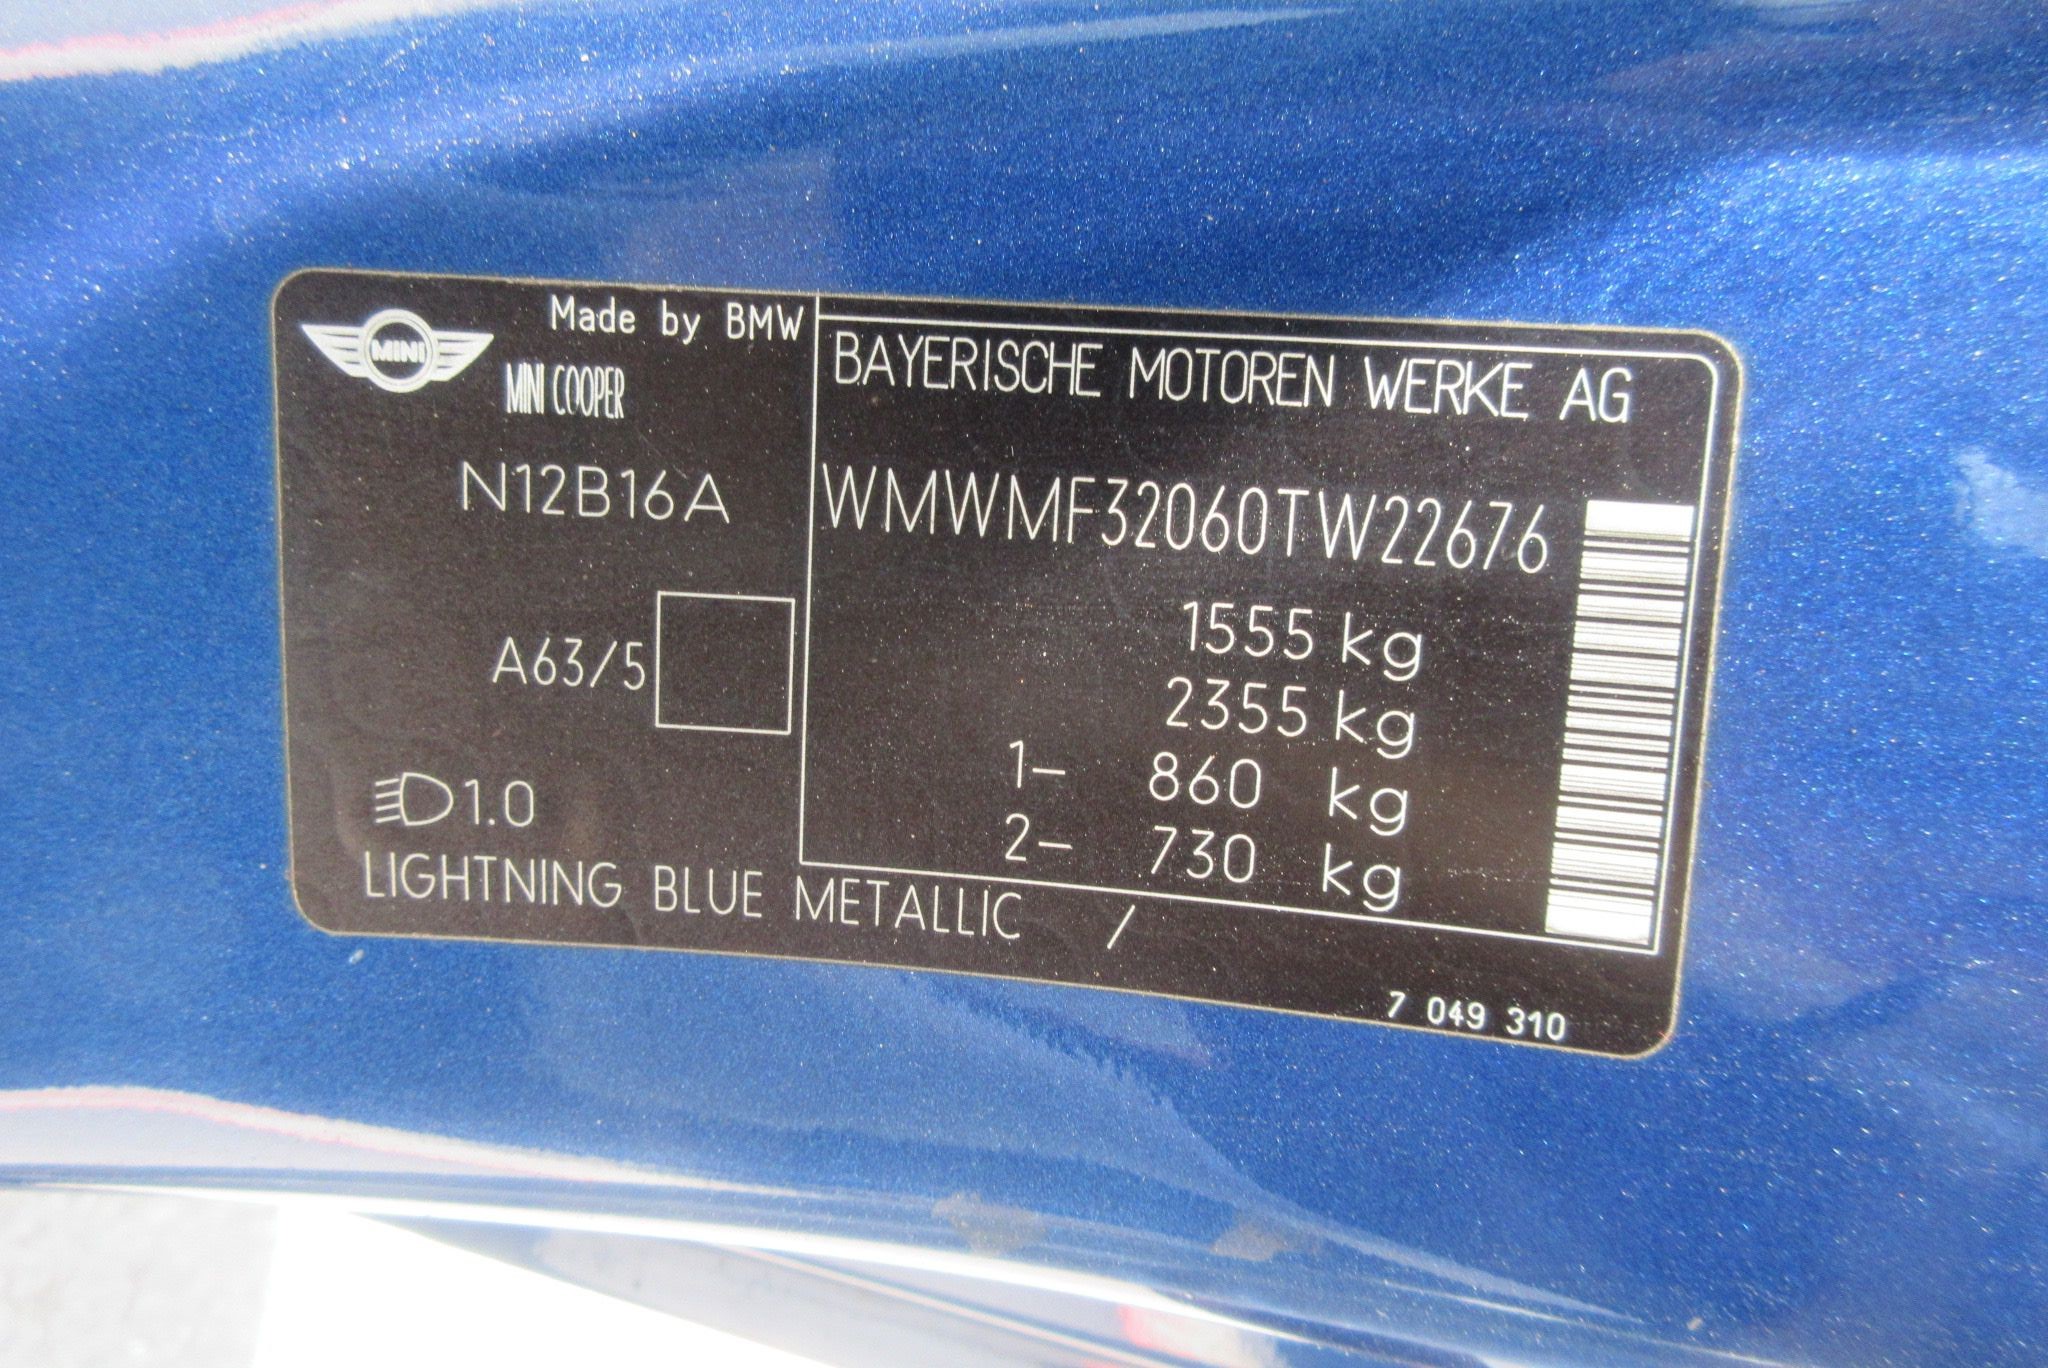 MINI
Made by BMW
MINI COOPER
N12B16A
A63/5
1.0
LIGHTNING BLUE METALLIC /
BAYERISCHE MOTOREN WERKE AG
WMWMF32060TW22676
1555 kg
2355 kg
1- 860 kg
2- 730 kg
7 049 310